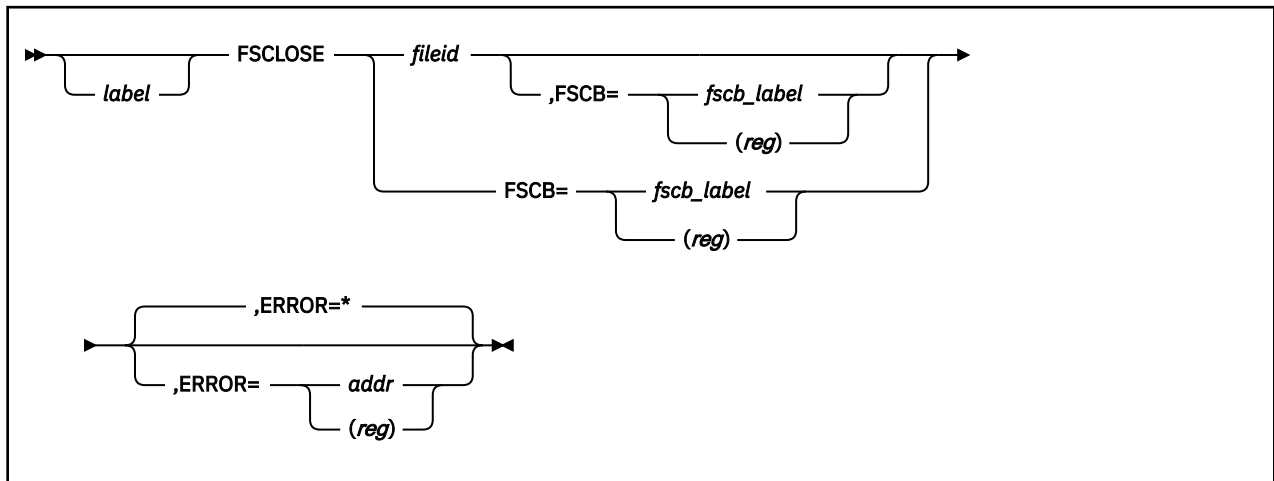 FSCLOSE fileid
label ,FSCB= fscb_label
(reg)
FSCB= fscb_label
(reg)
,ERROR=*
,ERROR= addr
(reg)